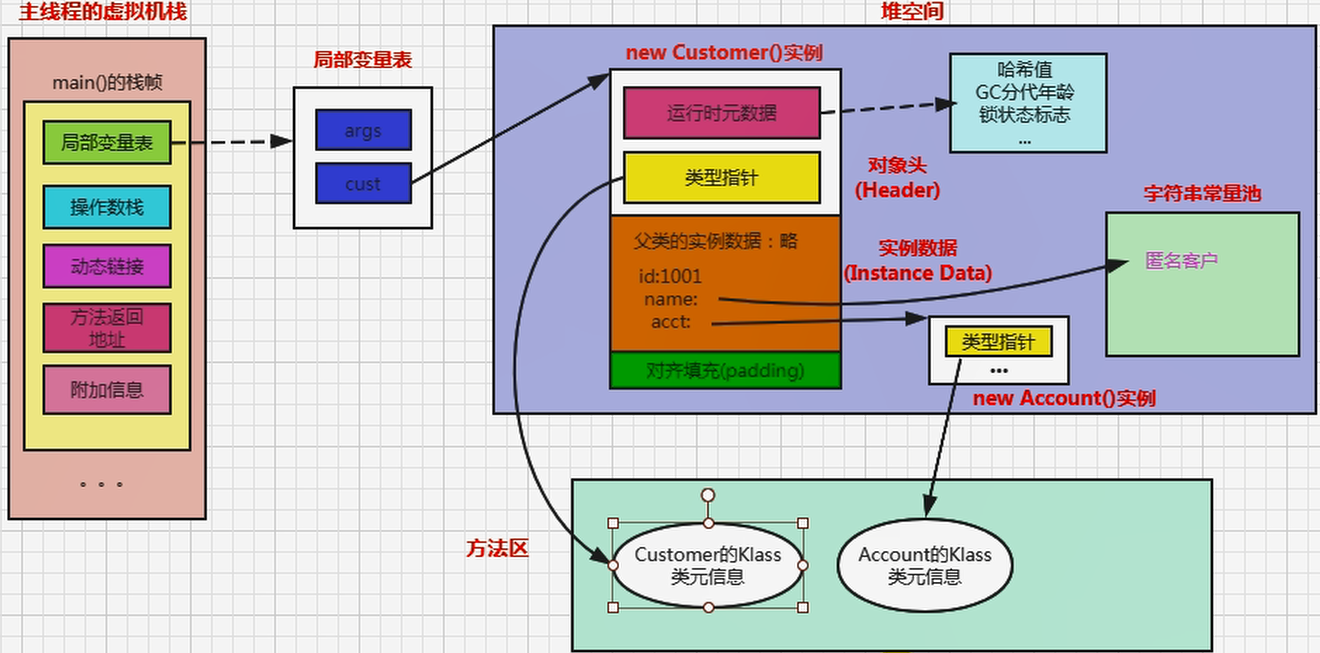 主线程的虚拟机栈
main()的栈帧
局部变量表
操作数栈
动态链接
方法返回
地址
附加信息
。。。
局部变量表
args
cust
堆空间
new Customer()实例
运行时元数据
类型指针
对象头
(Header)
哈希值
GC分代年龄
锁状态标志
...
父类的实例数据：略
id:1001
name:
acct:
实例数据
(Instance Data)
对齐填充(padding)
字符串常量池
匿名客户
类型指针
...
new Account()实例
方法区
Customer的Klass
类元信息
Account的Klass
类元信息